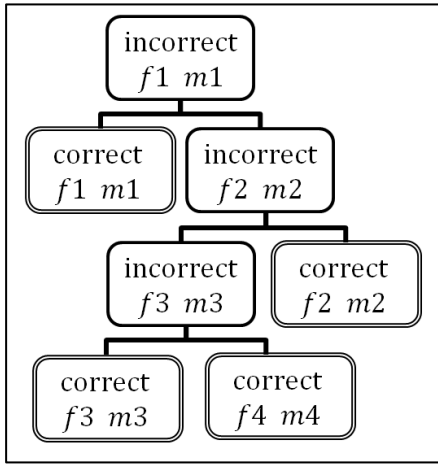 incorrect
f1 m1
correct
f1 m1
incorrect
f2 m2
incorrect
f3 m3
correct
f2 m2
correct
f3 m3
correct
f4 m4